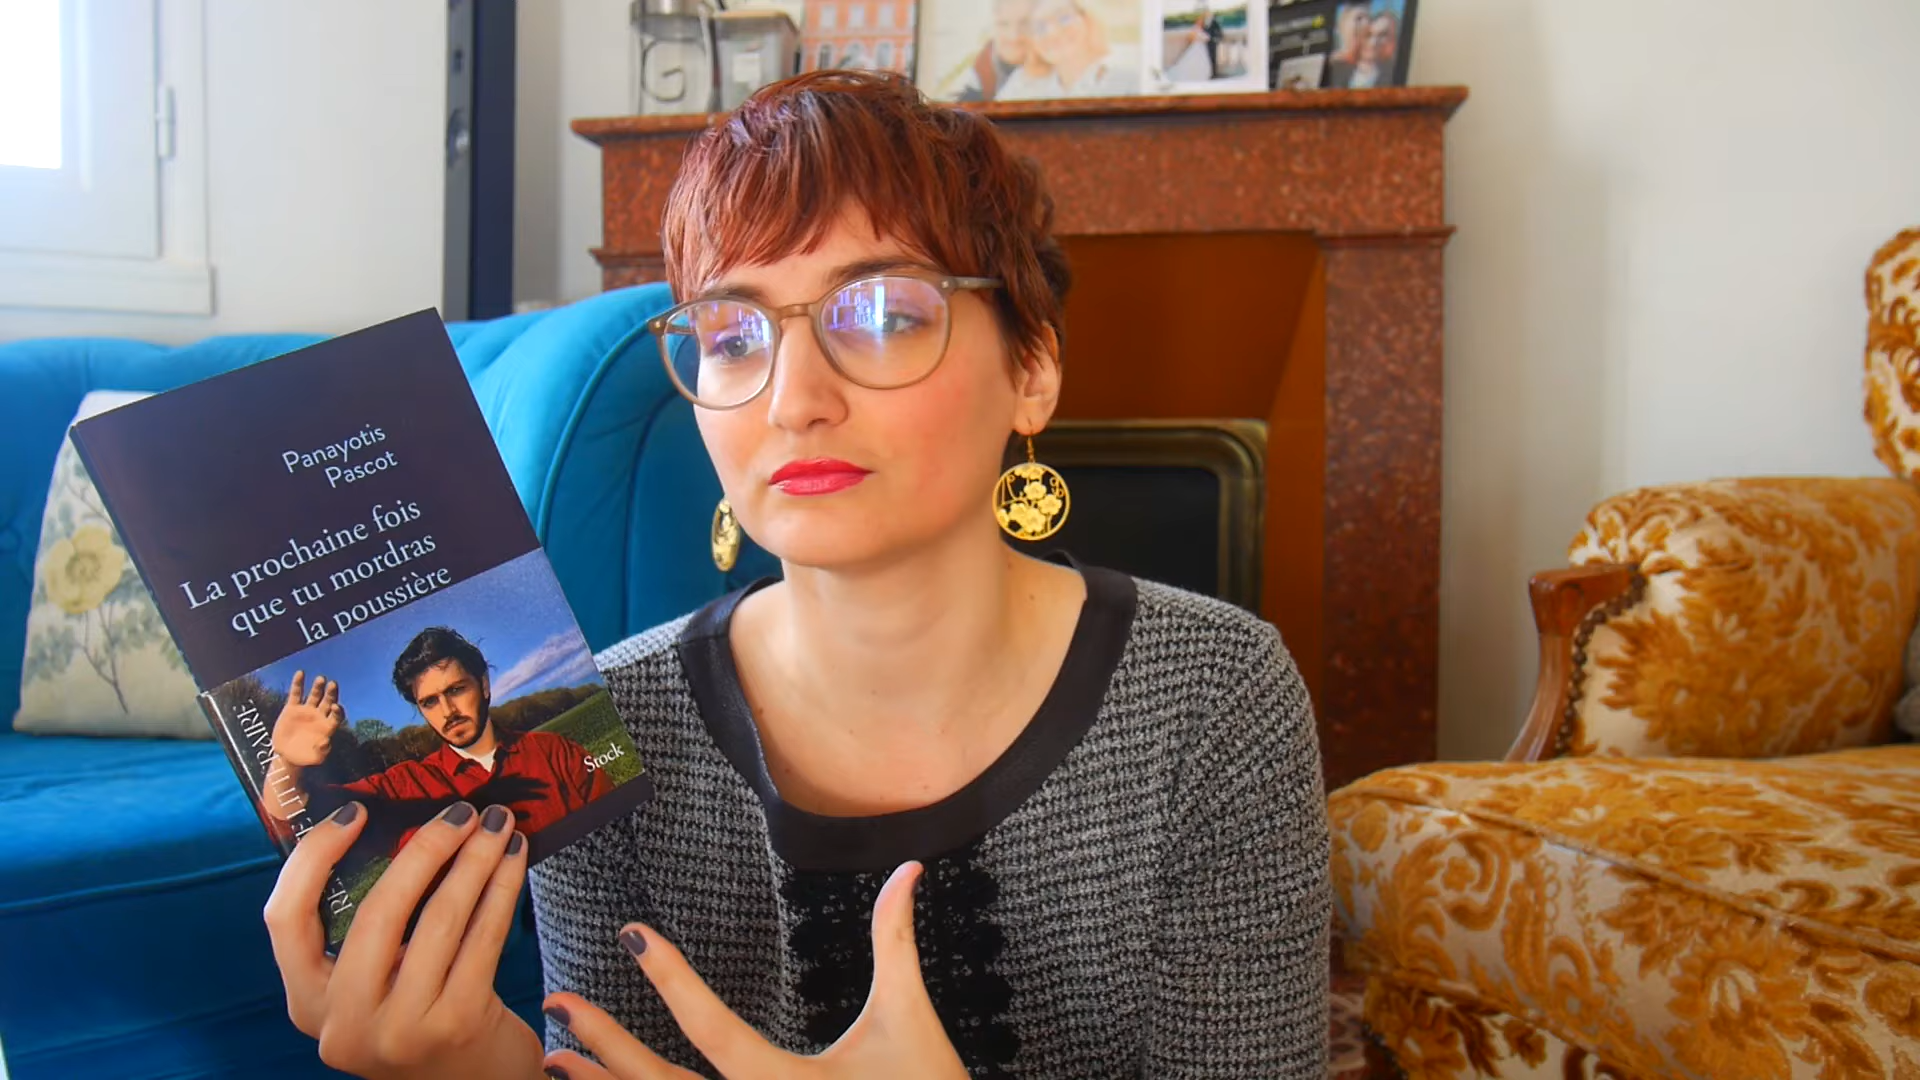 Panayotis
Pascot
La prochaine fois
que tu mordras
la poussière
Stock